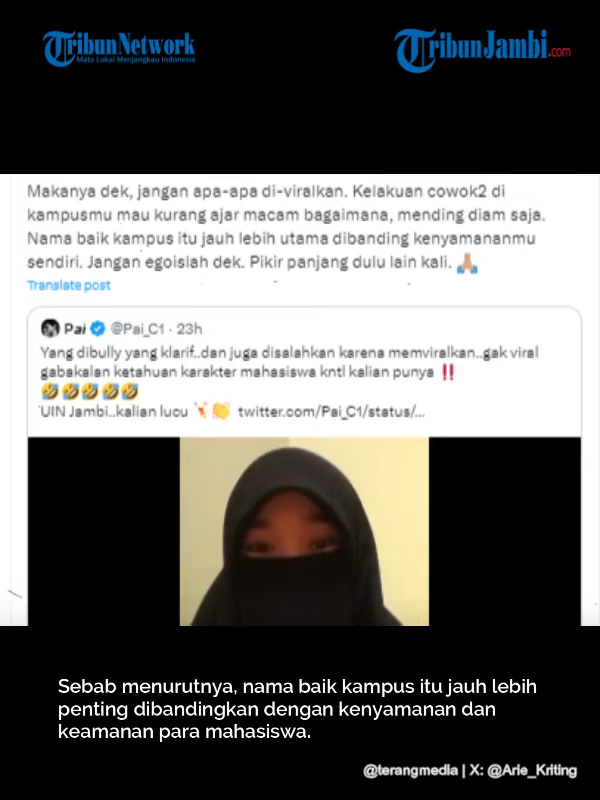 TribunNetwork
Mata Lokal Menjangkau Indonesia
TribunJambi.com
Makanya dek, jangan apa-apa di-viralkan. Kelakuan cowok2 di
kampusmu mau kurang ajar macam bagaimana, mending diam saja.
Nama baik kampus itu jauh lebih utama dibanding kenyamananmu
sendiri. Jangan egoislah dek. Pikir panjang dulu lain kali. 🙏🏼
Translate post
Pai @Pai_C1 · 23h
Yang dibully yang klarif..dan juga disalahkan karena memviralkan..gak viral
gabakalan ketahuan karakter mahasiswa kntl kalian punya ‼️
🤣🤣🤣🤣🤣
UIN Jambi..kalian lucu 💃👏 twitter.com/Pai_C1/status/...
Sebab menurutnya, nama baik kampus itu jauh lebih
penting dibandingkan dengan kenyamanan dan
keamanan para mahasiswa.
@terangmedia | X: @Arie_Kriting